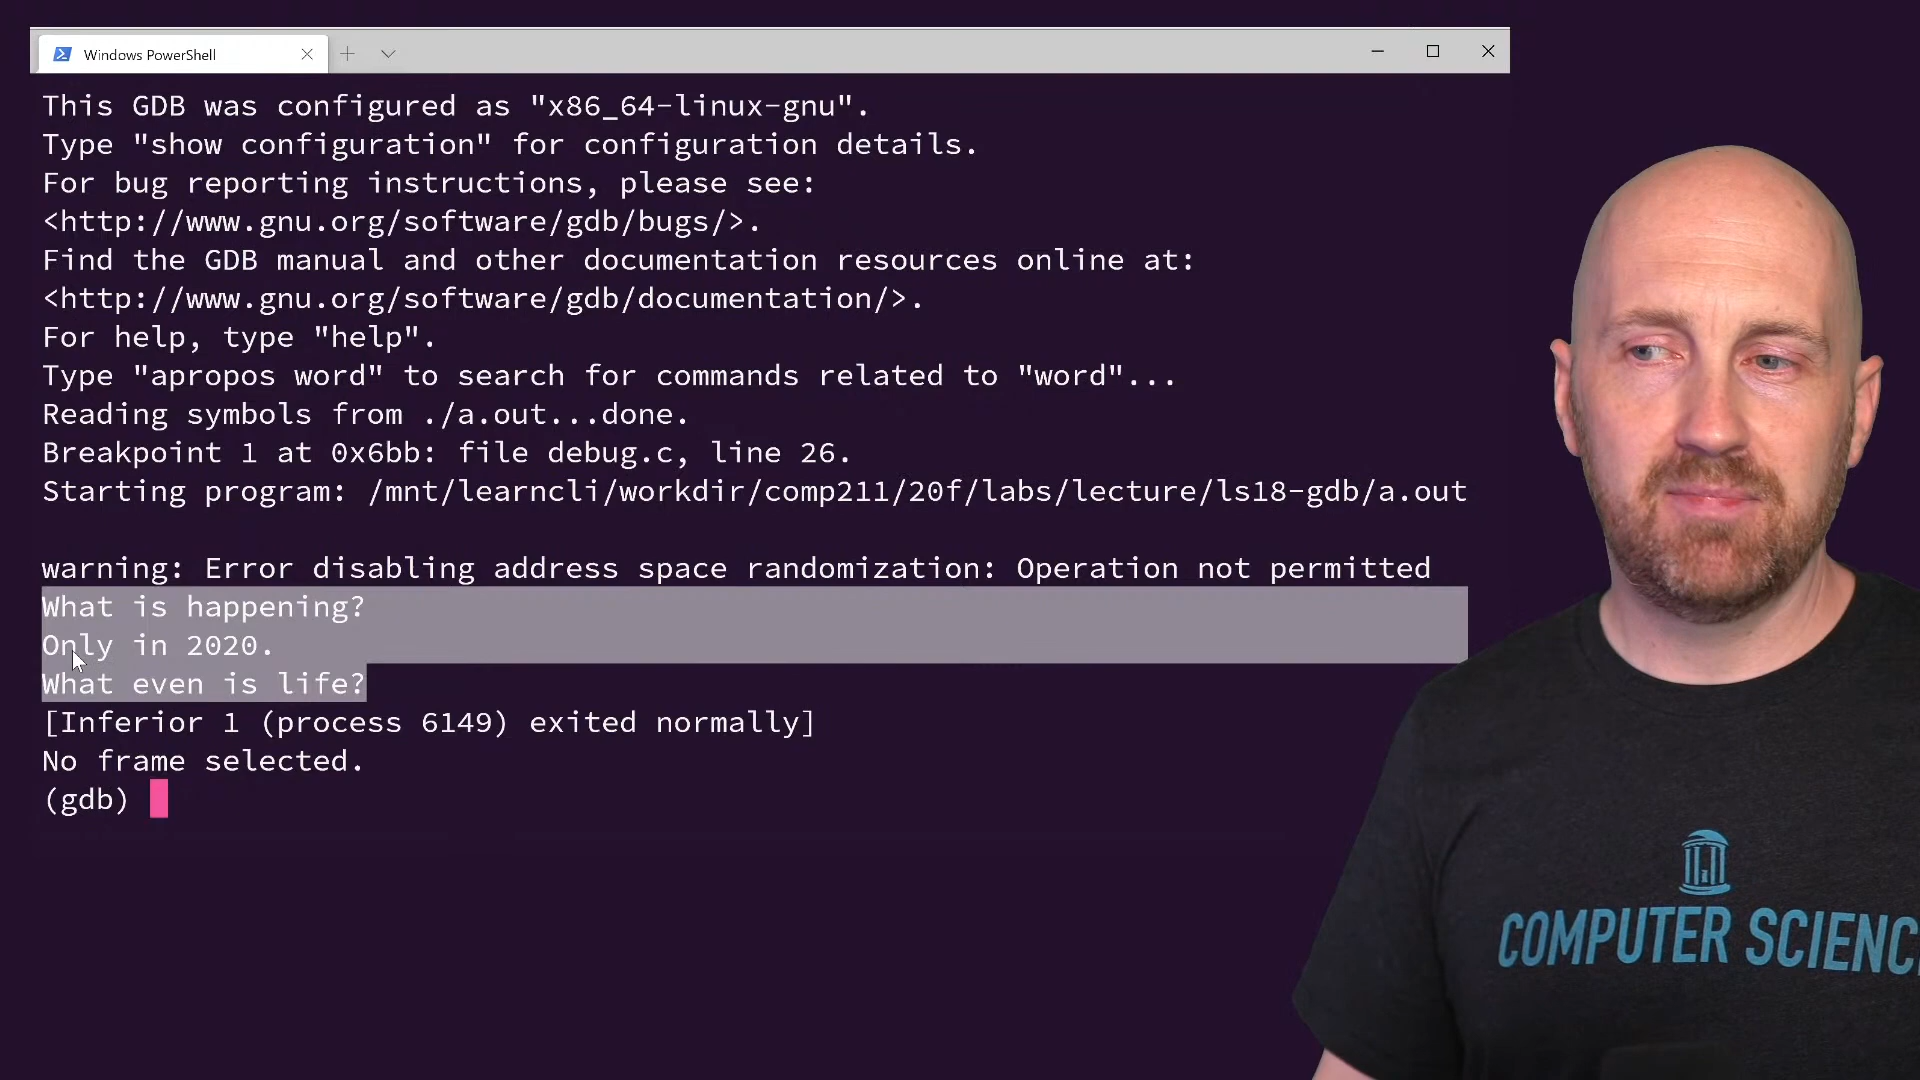 Windows PowerShell
This GDB was configured as "x86_64-linux-gnu".
Type "show configuration" for configuration details.
For bug reporting instructions, please see:
<http://www.gnu.org/software/gdb/bugs/>.
Find the GDB manual and other documentation resources online at:
<http://www.gnu.org/software/gdb/documentation/>.
For help, type "help".
Type "apropos word" to search for commands related to "word"...
Reading symbols from ./a.out...done.
Breakpoint 1 at 0x6bb: file debug.c, line 26.
Starting program: /mnt/learncli/workdir/comp211/20f/labs/lecture/ls18-gdb/a.out
warning: Error disabling address space randomization: Operation not permitted
What is happening?
Only in 2020.
What even is life?
[Inferior 1 (process 6149) exited normally]
No frame selected.
(gdb)
COMPUTER SCIENC